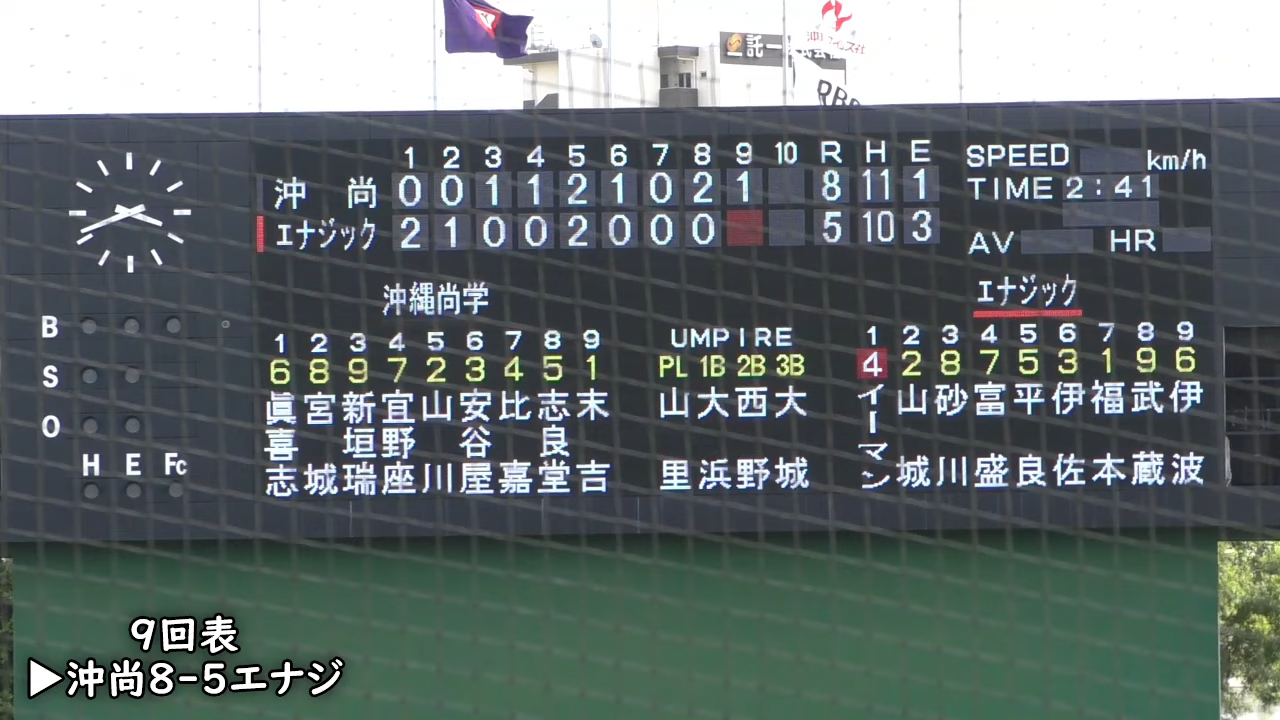 託一
RBC
1 2 3 4 5 6 7 8 9 10 R H E
沖尚 0 0 1 1 2 1 0 2 1 8 11 1
エナジック 2 1 0 0 2 0 0 0 5 10 3
SPEED km/h
TIME 2:41
AV HR
沖縄尚学
1 2 3 4 5 6 7 8 9
6 8 9 7 2 3 4 5 1
眞喜志 宮城 新垣瑞 宜野座 山川 安谷屋 比嘉 志良堂 末吉
UMPIRE
PL 1B 2B 3B
山里 大浜 西野 大城
エナジック
1 2 3 4 5 6 7 8 9
4 2 8 7 5 3 1 9 6
イーマン 山城 砂川 富盛 平良 伊佐 福本 武蔵 伊波
B
S
O
H E Fc
9回表
▶沖尚8-5エナジ